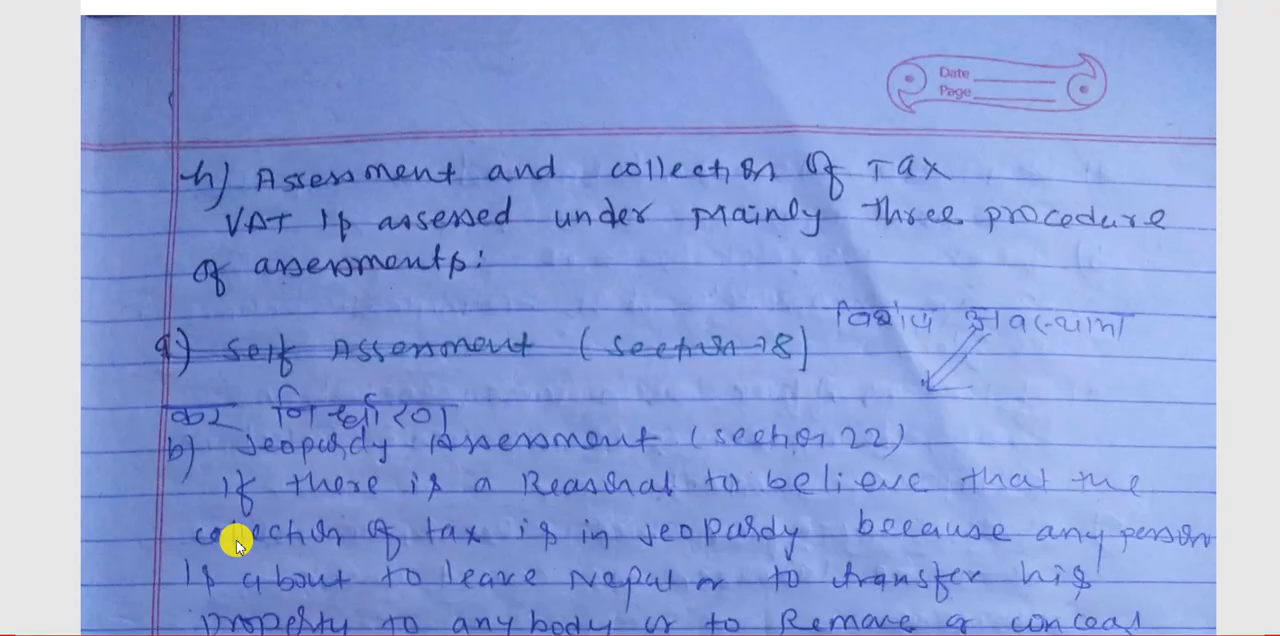 Date
Page
h) Assessment and collection of Tax
VAT is assessed under mainly three procedure
of assessments:
a) Self Assessment (section-18)
कर निर्धारण
b) Jeopardy Assessment (section 22)
If there is a Reasonal to believe that the
collection of tax is in Jeopardy because any person
is about to leave Nepal or to transfer his
property to anybody or to Remove or conceal